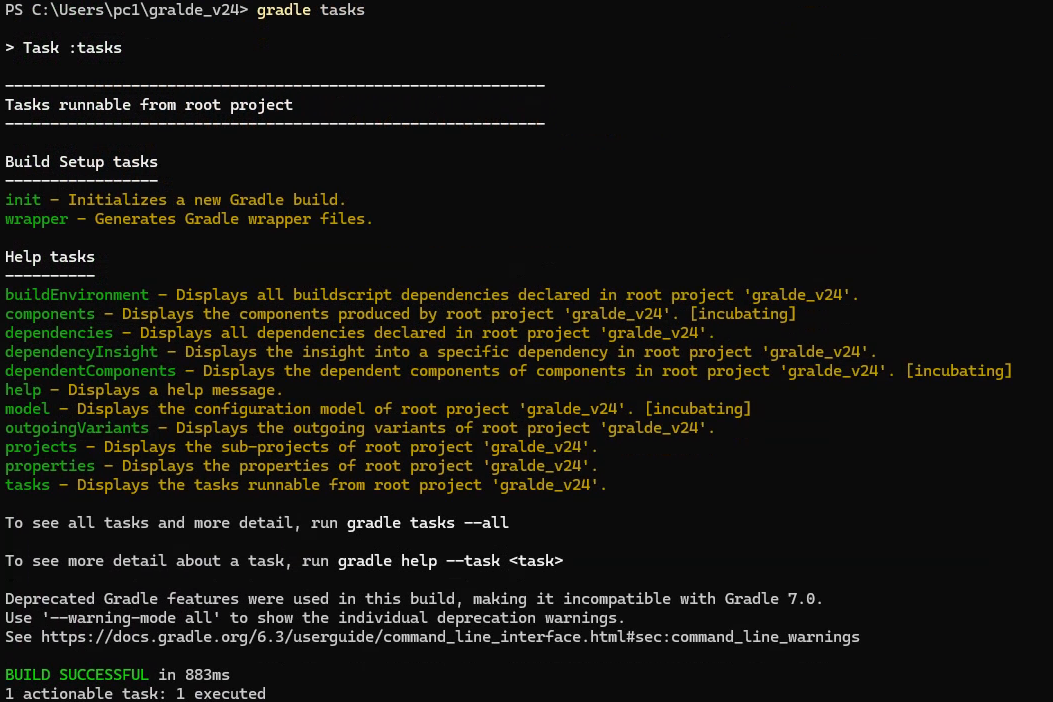 PS C:\Users\pc1\gralde_v24> gradle tasks
> Task :tasks
------------------------------------------------------------
Tasks runnable from root project
------------------------------------------------------------
Build Setup tasks
-----------------
init - Initializes a new Gradle build.
wrapper - Generates Gradle wrapper files.
Help tasks
----------
buildEnvironment - Displays all buildscript dependencies declared in root project 'gralde_v24'.
components - Displays the components produced by root project 'gralde_v24'. [incubating]
dependencies - Displays all dependencies declared in root project 'gralde_v24'.
dependencyInsight - Displays the insight into a specific dependency in root project 'gralde_v24'.
dependentComponents - Displays the dependent components of components in root project 'gralde_v24'. [incubating]
help - Displays a help message.
model - Displays the configuration model of root project 'gralde_v24'. [incubating]
outgoingVariants - Displays the outgoing variants of root project 'gralde_v24'.
projects - Displays the sub-projects of root project 'gralde_v24'.
properties - Displays the properties of root project 'gralde_v24'.
tasks - Displays the tasks runnable from root project 'gralde_v24'.
To see all tasks and more detail, run gradle tasks --all
To see more detail about a task, run gradle help --task <task>
Deprecated Gradle features were used in this build, making it incompatible with Gradle 7.0.
Use '--warning-mode all' to show the individual deprecation warnings.
See https://docs.gradle.org/6.3/userguide/command_line_interface.html#sec:command_line_warnings
BUILD SUCCESSFUL in 883ms
1 actionable task: 1 executed